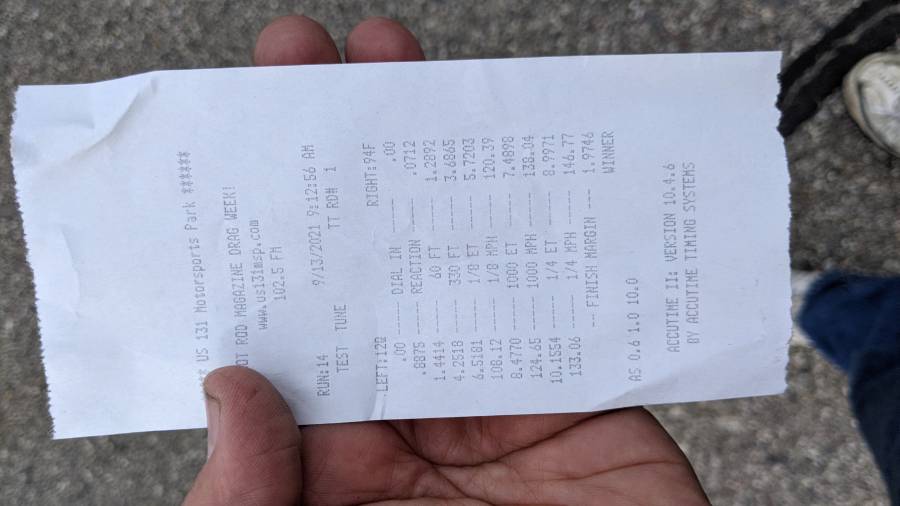 ** US 131 Motorsports Park ******
OT ROD MAGAZINE DRAG WEEK!
www.us131msp.com
102.5 FM
RUN:14 9/13/2021 9:12:56 AM
TEST TUNE TT RD# 1
LEFT:12Q RIGHT:94F
.00 ----- DIAL IN ----- .00
.8875 ----- REACTION ----- .0712
1.4414 ----- 60 FT ----- 1.2892
4.2518 ----- 330 FT ----- 3.6865
6.5181 ----- 1/8 ET ----- 5.7203
108.12 ----- 1/8 MPH ----- 120.39
8.4770 ----- 1000 ET ----- 7.4898
124.65 ----- 1000 MPH ----- 138.04
10.1554 ----- 1/4 ET ----- 8.9971
133.06 ----- 1/4 MPH ----- 146.77
-- FINISH MARGIN --- 1.9746
WINNER
AS 0.6 1.0 10.0
ACCUTIME II: VERSION 10.4.6
BY ACCUTIME TIMING SYSTEMS